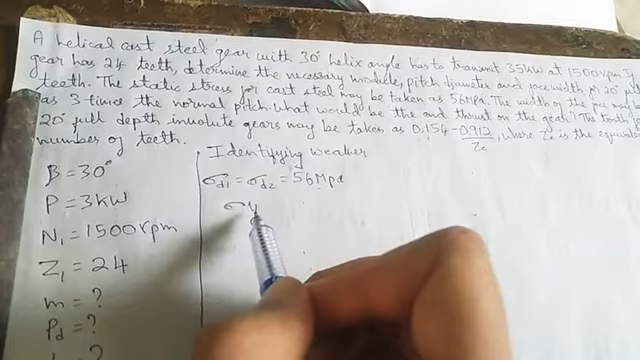 A helical cast steel gear with 30° helix angle has to transmit 35kW at 1500rpm. If
gear has 24 teeth, determine the necessary module, pitch diameter and face width for 20° full
teeth. The static stress for cast steel may be taken as 56MPa. The width of the face may
as 3 times the normal pitch. What would be the end thrust on the gear? The tooth
20° full depth involute gears may be taken as 0.154-0.912/Ze, where Ze is the equivale
number of teeth.
β = 30°
P = 3kW
N1 = 1500rpm
Z1 = 24
m = ?
Pd = ?
?
Identifying weaker
σd1 = σd2 = 56Mpa
σ y